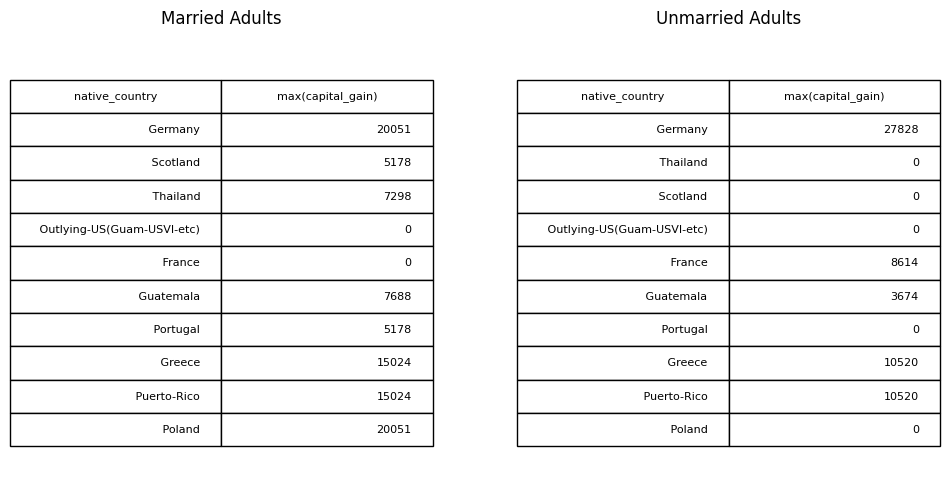 Married Adults
native_country max(capital_gain)
Germany 20051
Scotland 5178
Thailand 7298
Outlying-US(Guam-USVI-etc) 0
France 0
Guatemala 7688
Portugal 5178
Greece 15024
Puerto-Rico 15024
Poland 20051
Unmarried Adults
native_country max(capital_gain)
Germany 27828
Thailand 0
Scotland 0
Outlying-US(Guam-USVI-etc) 0
France 8614
Guatemala 3674
Portugal 0
Greece 10520
Puerto-Rico 10520
Poland 0